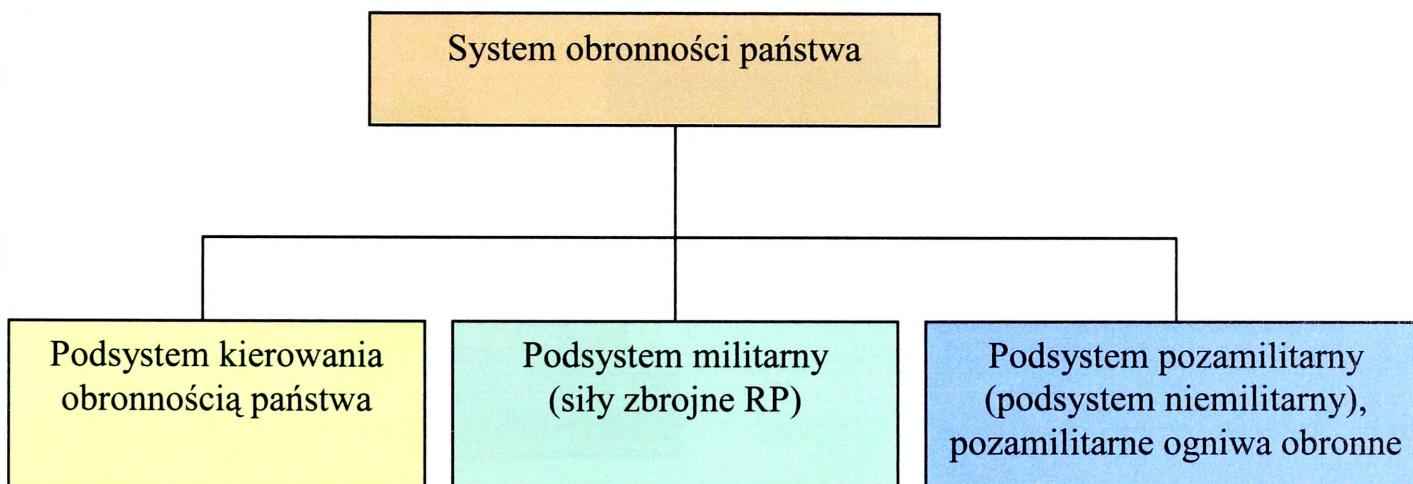 System obronności państwa
Podsystem kierowania
obronnością państwa
Podsystem militarny
(siły zbrojne RP)
Podsystem pozamilitarny
(podsystem niemilitarny),
pozamilitarne ogniwa obronne